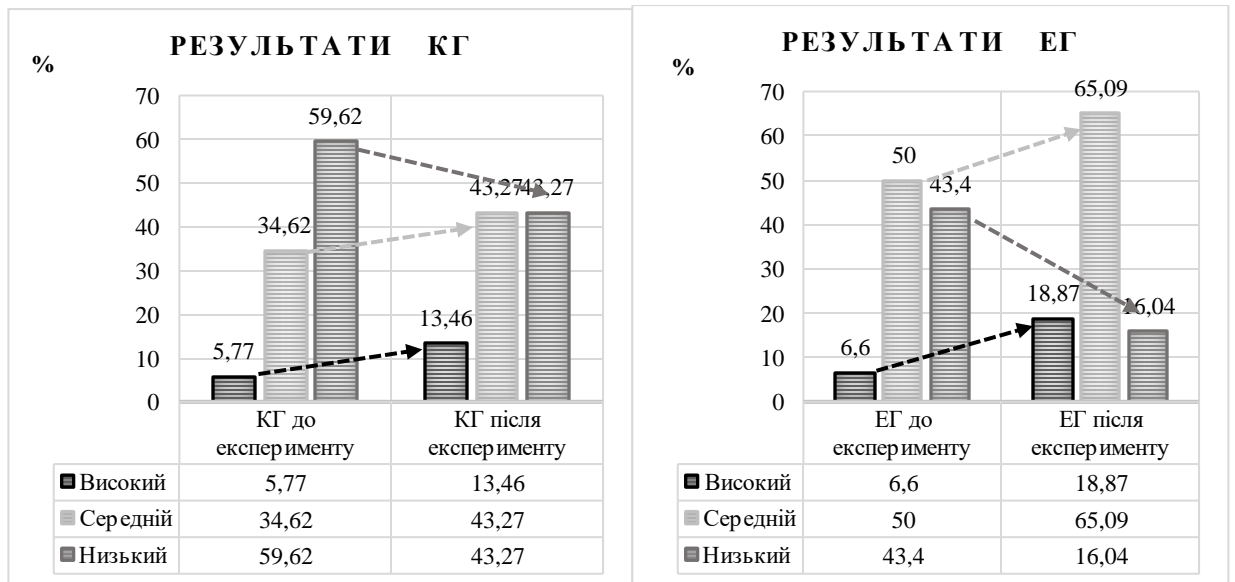 РЕЗУЛЬТАТИ КГ
%
70
60
50
40
30
20
10
0
5,77
34,62
59,62
13,46
43,27
43,27
КГ до експерименту
КГ після експерименту
Високий 5,77 13,46
Середній 34,62 43,27
Низький 59,62 43,27
РЕЗУЛЬТАТИ ЕГ
%
70
60
50
40
30
20
10
0
6,6
50
43,4
18,87
65,09
16,04
ЕГ до експерименту
ЕГ після експерименту
Високий 6,6 18,87
Середній 50 65,09
Низький 43,4 16,04